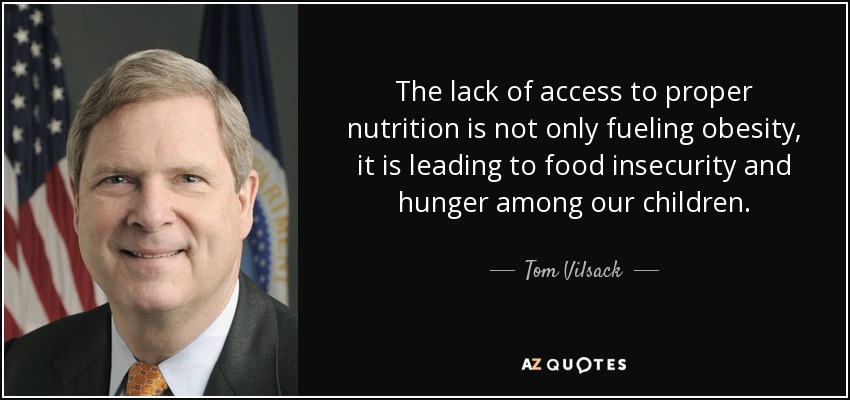 The lack of access to proper
nutrition is not only fueling obesity,
it is leading to food insecurity and
hunger among our children.
Tom Vilsack
AZ QUOTES
DEPARTMENT